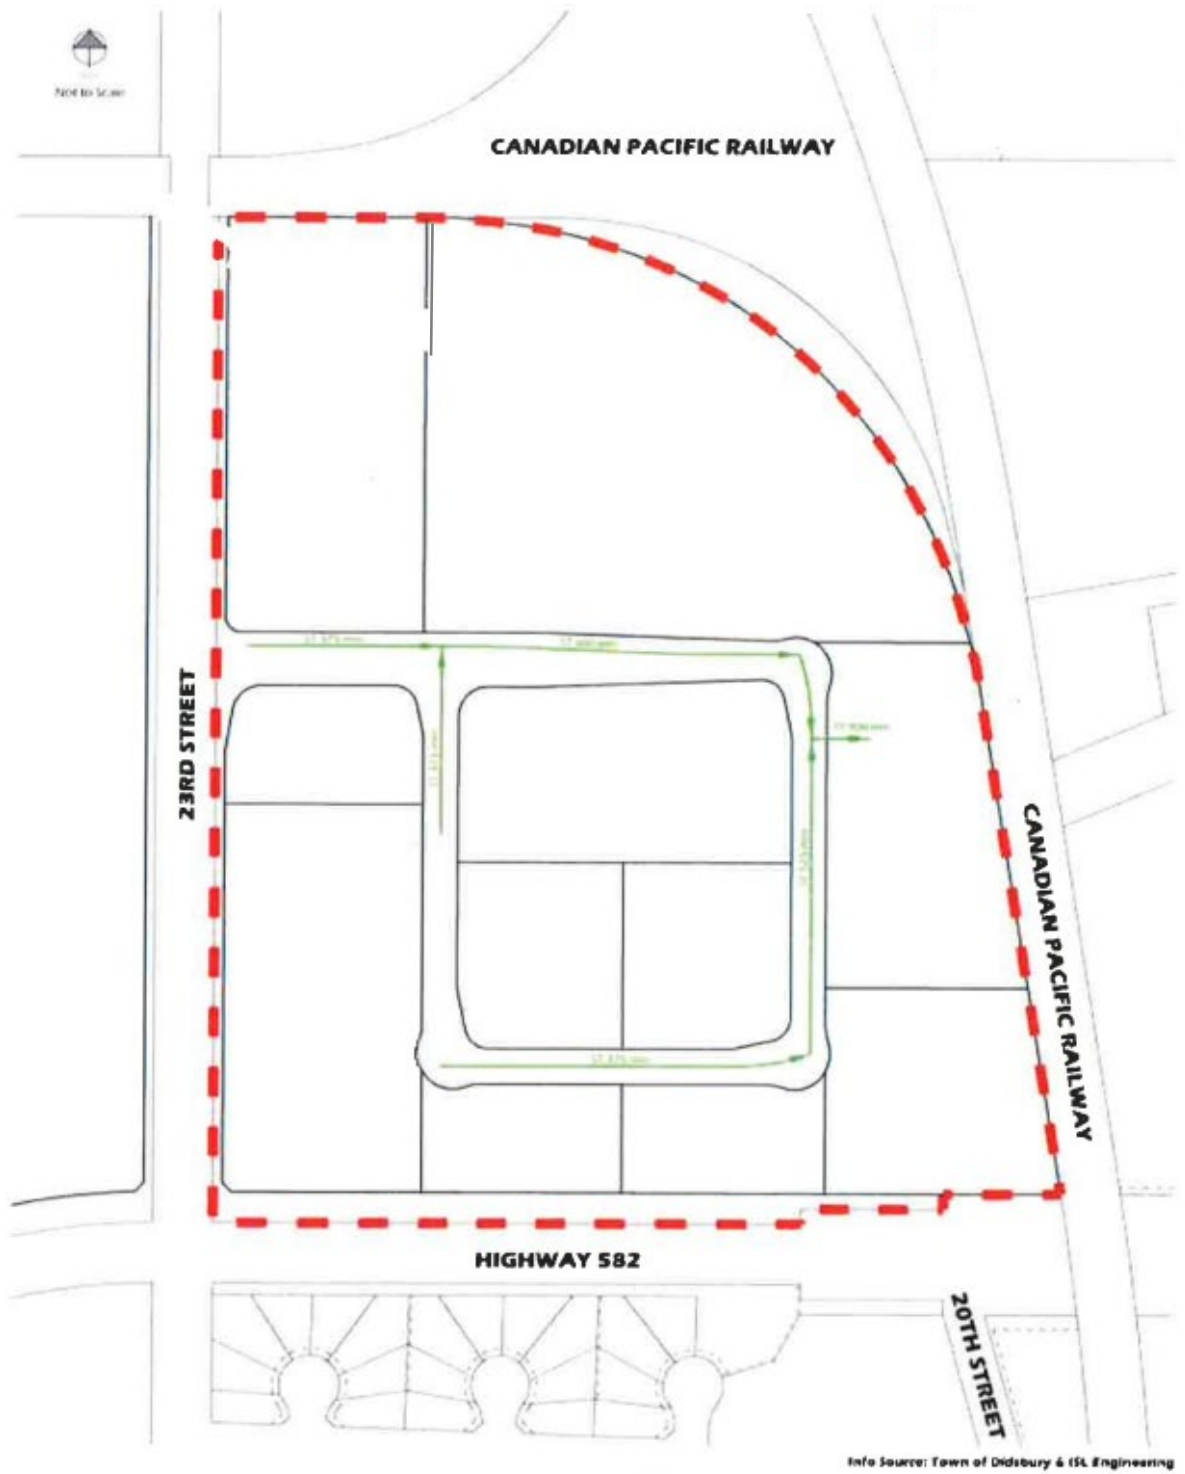 Not to Scale
CANADIAN PACIFIC RAILWAY
23RD STREET
CANADIAN PACIFIC RAILWAY
HIGHWAY 582
20TH STREET
Info Source: Town of Didsbury & ISL Engineering